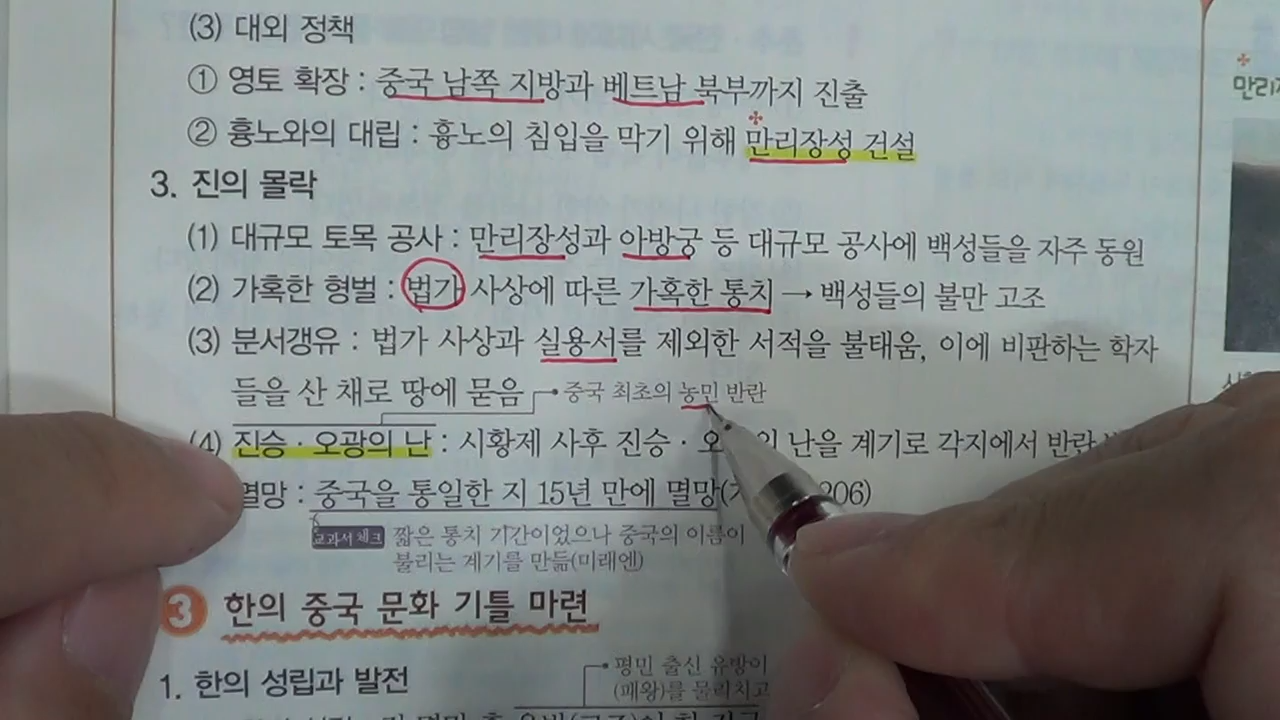 (3) 대외 정책
① 영토 확장 : 중국 남쪽 지방과 베트남 북부까지 진출
② 흉노와의 대립 : 흉노의 침입을 막기 위해 만리장성 건설
3. 진의 몰락
(1) 대규모 토목 공사 : 만리장성과 아방궁 등 대규모 공사에 백성들을 자주 동원
(2) 가혹한 형벌 : 법가 사상에 따른 가혹한 통치 → 백성들의 불만 고조
(3) 분서갱유 : 법가 사상과 실용서를 제외한 서적을 불태움, 이에 비판하는 학자
들을 산 채로 땅에 묻음
중국 최초의 농민 반란
(4) 진승 · 오광의 난 : 시황제 사후 진승 · 난을 계기로 각지에서 반란
멸망 : 중국을 통일한 지 15년 만에 멸망( 206)
교과서 체크 짧은 통치 기간이었으나 중국의 이름이
불리는 계기를 만듦(미래엔)
3 한의 중국 문화 기틀 마련
1. 한의 성립과 발전
평민 출신 유방이
(패왕)를 물리치고